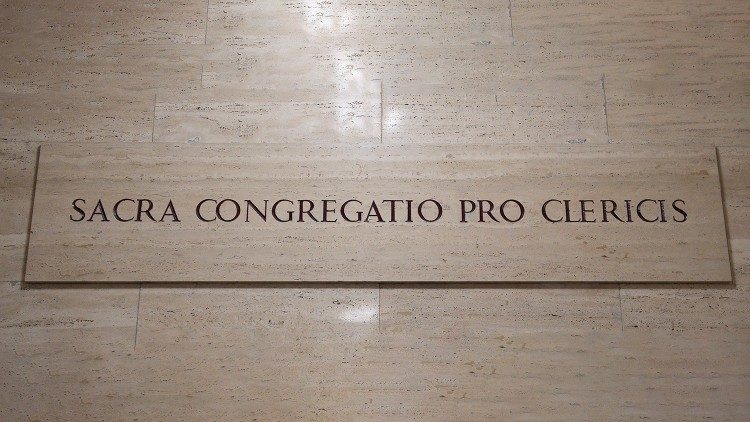 SACRA CONGREGATIO PRO CLERICIS